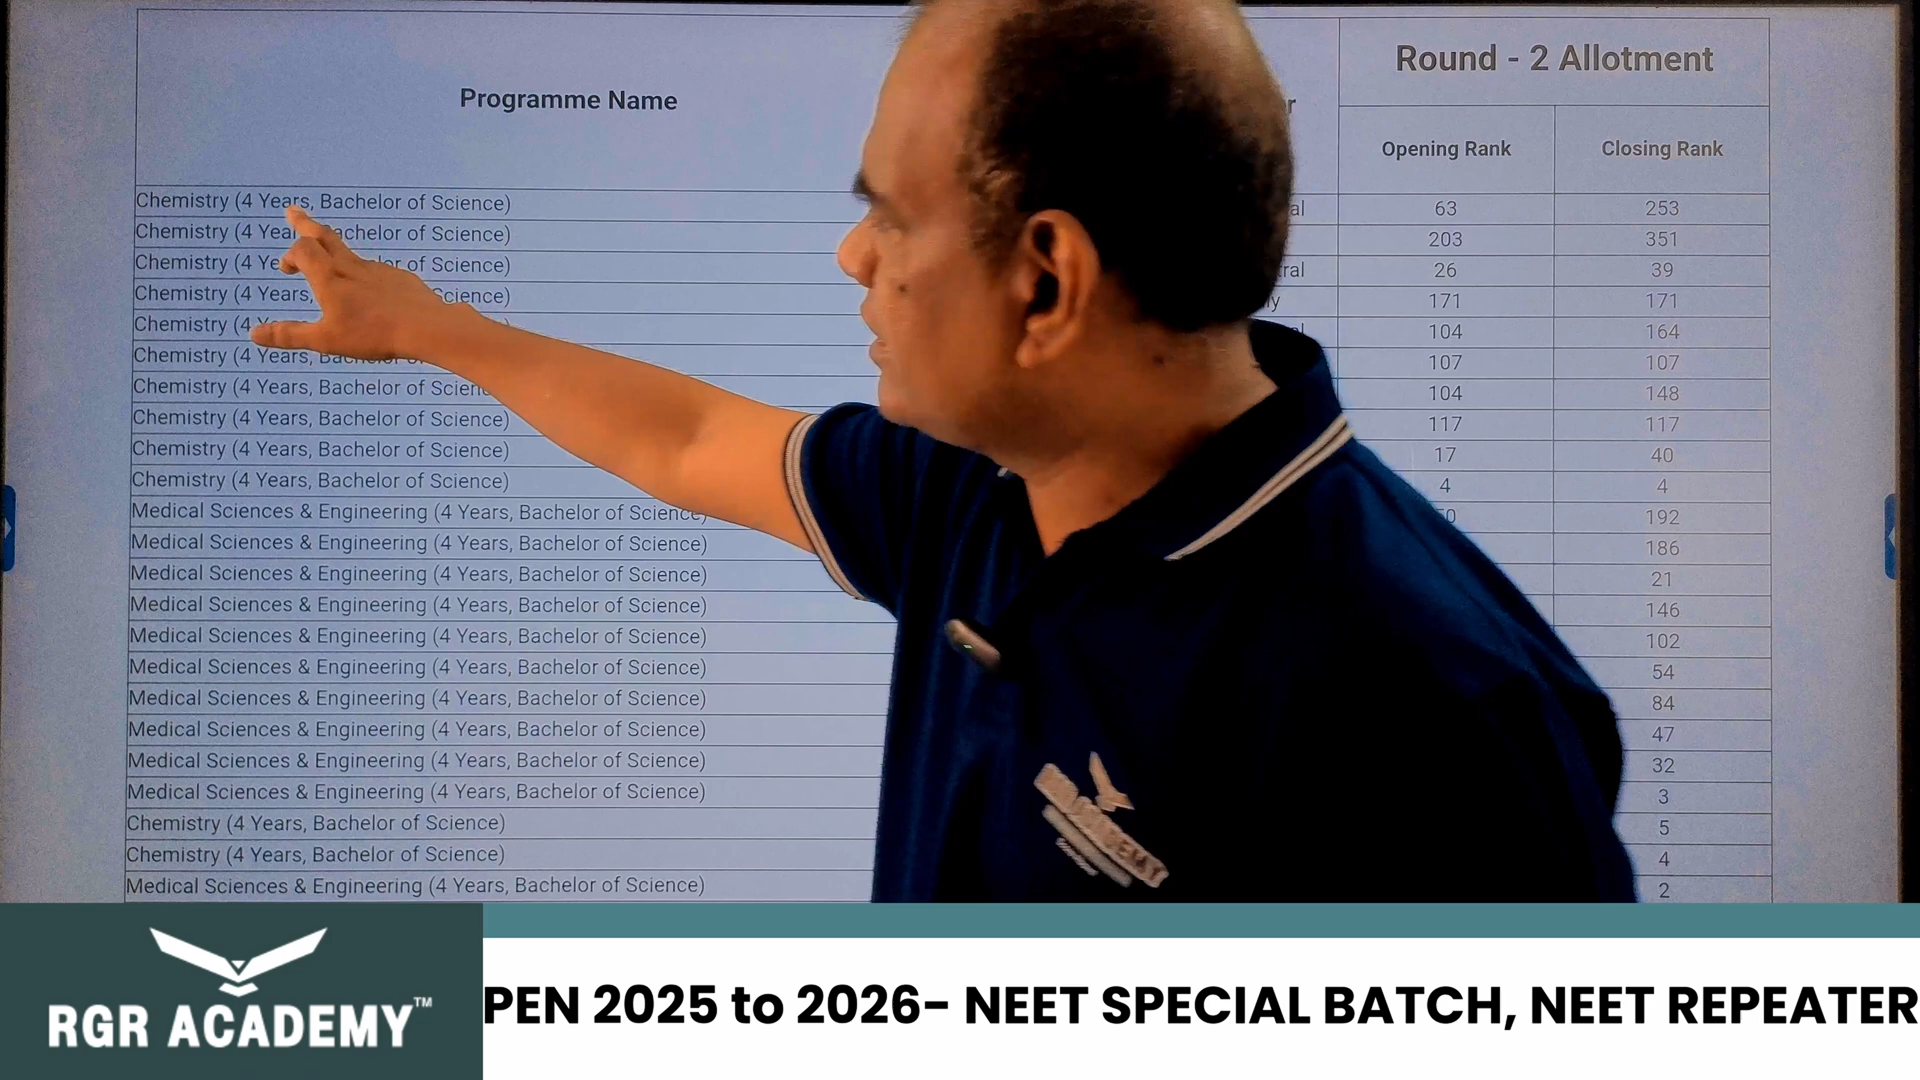 Programme Name
Round - 2 Allotment
Opening Rank Closing Rank
Chemistry (4 Years, Bachelor of Science) 63 253
Chemistry (4 Bachelor of Science) 203 351
Chemistry (4 of Science) 26 39
Chemistry (4 Years, Science) 171 171
Chemistry (4 104 164
Chemistry (4 Years, 107 107
Chemistry (4 Years, Bachelor of 104 148
Chemistry (4 Years, Bachelor of Science) 117 117
Chemistry (4 Years, Bachelor of Science) 17 40
Chemistry (4 Years, Bachelor of Science) 4 4
Medical Sciences & Engineering (4 Years, Bachelor of Science) 192
Medical Sciences & Engineering (4 Years, Bachelor of Science) 186
Medical Sciences & Engineering (4 Years, Bachelor of Science) 21
Medical Sciences & Engineering (4 Years, Bachelor of Science) 146
Medical Sciences & Engineering (4 Years, Bachelor of Science) 102
Medical Sciences & Engineering (4 Years, Bachelor of Science) 54
Medical Sciences & Engineering (4 Years, Bachelor of Science) 84
Medical Sciences & Engineering (4 Years, Bachelor of Science) 47
Medical Sciences & Engineering (4 Years, Bachelor of Science) 32
Medical Sciences & Engineering (4 Years, Bachelor of Science) 3
Chemistry (4 Years, Bachelor of Science) 5
Chemistry (4 Years, Bachelor of Science) 4
Medical Sciences & Engineering (4 Years, Bachelor of Science) 2
RGR ACADEMY™
PEN 2025 to 2026- NEET SPECIAL BATCH, NEET REPEATER